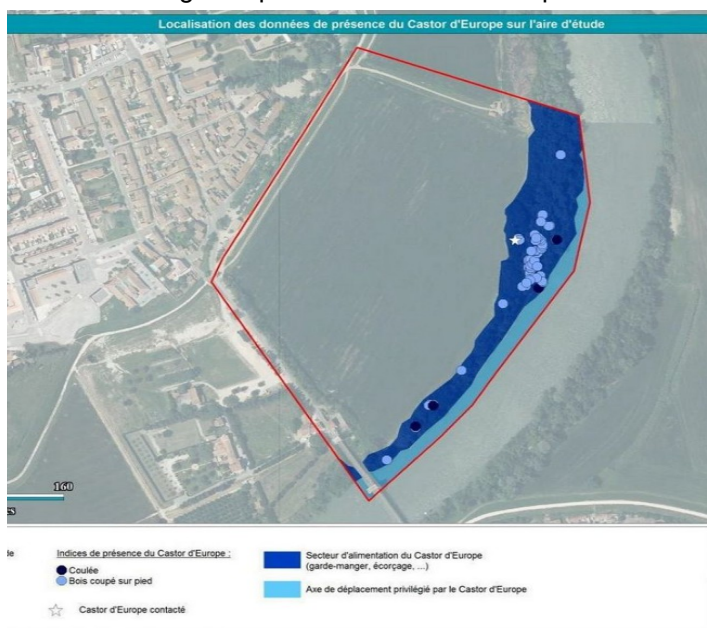 Localisation des données de présence du Castor d'Europe sur l'aire d'étude
160
Indices de présence du Castor d'Europe :
Coulée
Bois coupé sur pied
Castor d'Europe contacté
Secteur d'alimentation du Castor d'Europe
(garde-manger, écorçage, ...)
Axe de déplacement privilégié par le Castor d'Europe